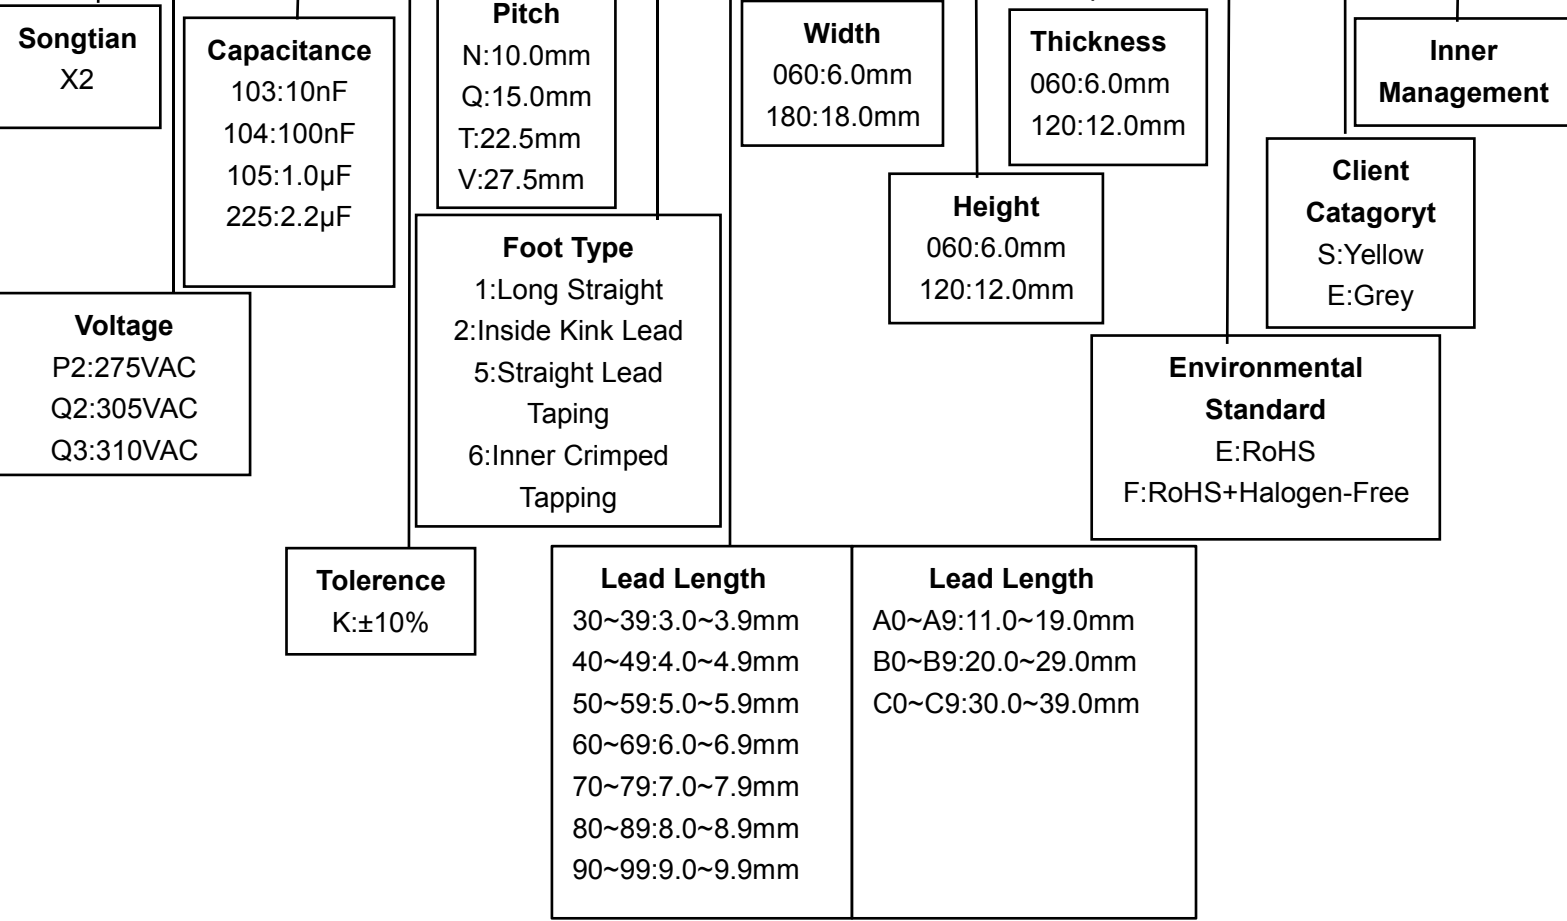 Songtian
X2
Capacitance
103:10nF
104:100nF
105:1.0μF
225:2.2μF
Pitch
N:10.0mm
Q:15.0mm
T:22.5mm
V:27.5mm
Width
060:6.0mm
180:18.0mm
Thickness
060:6.0mm
120:12.0mm
Inner
Management
Client
Catagoryt
S:Yellow
E:Grey
Height
060:6.0mm
120:12.0mm
Foot Type
1:Long Straight
2:Inside Kink Lead
5:Straight Lead
Taping
6:Inner Crimped
Tapping
Voltage
P2:275VAC
Q2:305VAC
Q3:310VAC
Environmental
Standard
E:RoHS
F:RoHS+Halogen-Free
Tolerence
K:±10%
Lead Length
30~39:3.0~3.9mm
40~49:4.0~4.9mm
50~59:5.0~5.9mm
60~69:6.0~6.9mm
70~79:7.0~7.9mm
80~89:8.0~8.9mm
90~99:9.0~9.9mm
Lead Length
A0~A9:11.0~19.0mm
B0~B9:20.0~29.0mm
C0~C9:30.0~39.0mm